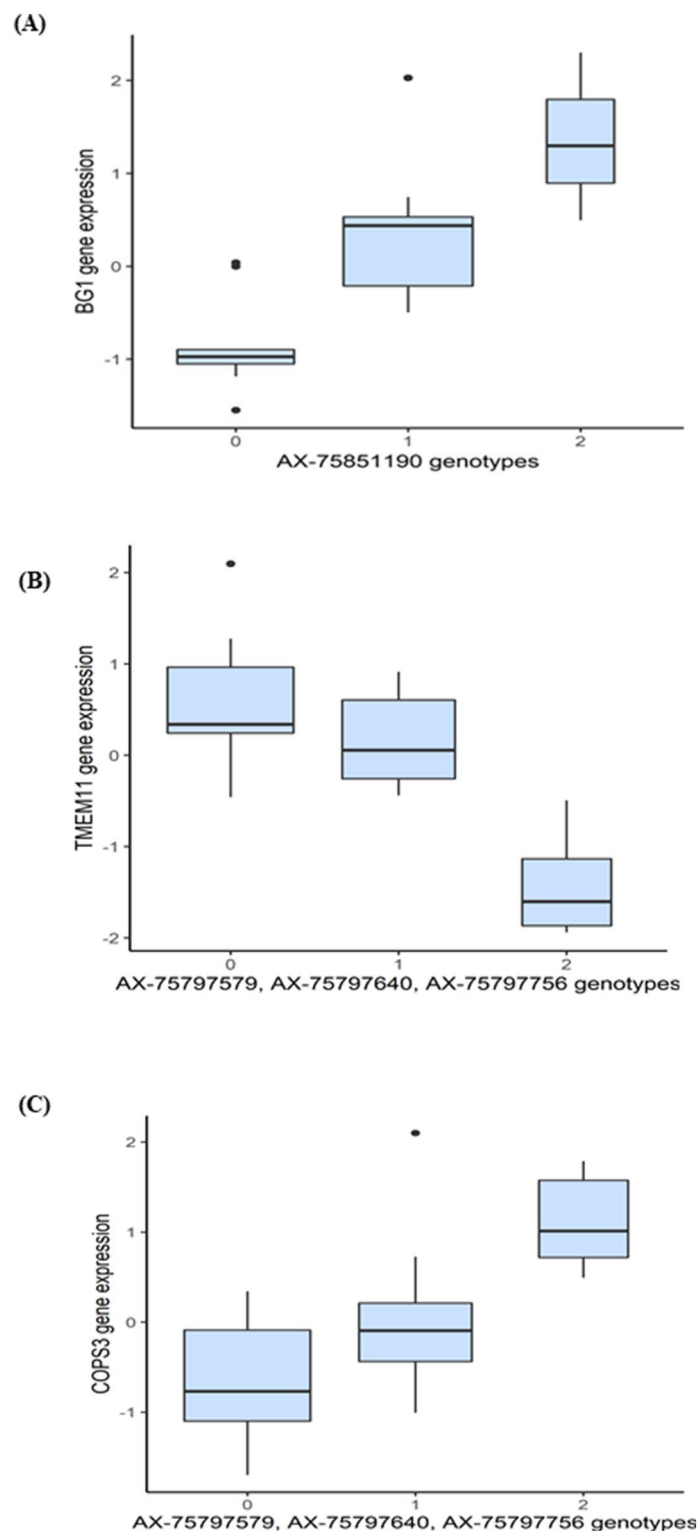 (A)
BG1 gene expression
2
1
0
-1
0 1 2
AX-75851190 genotypes
(B)
TMEM11 gene expression
2
1
0
-1
-2
0 1 2
AX-75797579, AX-75797640, AX-75797756 genotypes
(C)
COPS3 gene expression
2
1
0
-1
0 1 2
AX-75797579, AX-75797640, AX-75797756 genotypes